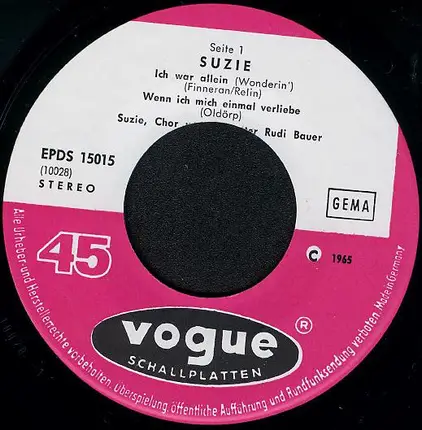 Seite 1
SUZIE
Ich war allein (Wonderin')
(Finneran/Relin)
Wenn ich mich einmal verliebe
(Oldörp)
Suzie, Chor Rudi Bauer
EPDS 15015
(10028)
STEREO
GEMA
45
C 1965
vogue ®
SCHALLPLATTEN
Alle Urheber- und Herstellerrechte vorbehalten. Überspielung, öffentliche Aufführung und Rundfunksendung verboten. Made in Germany